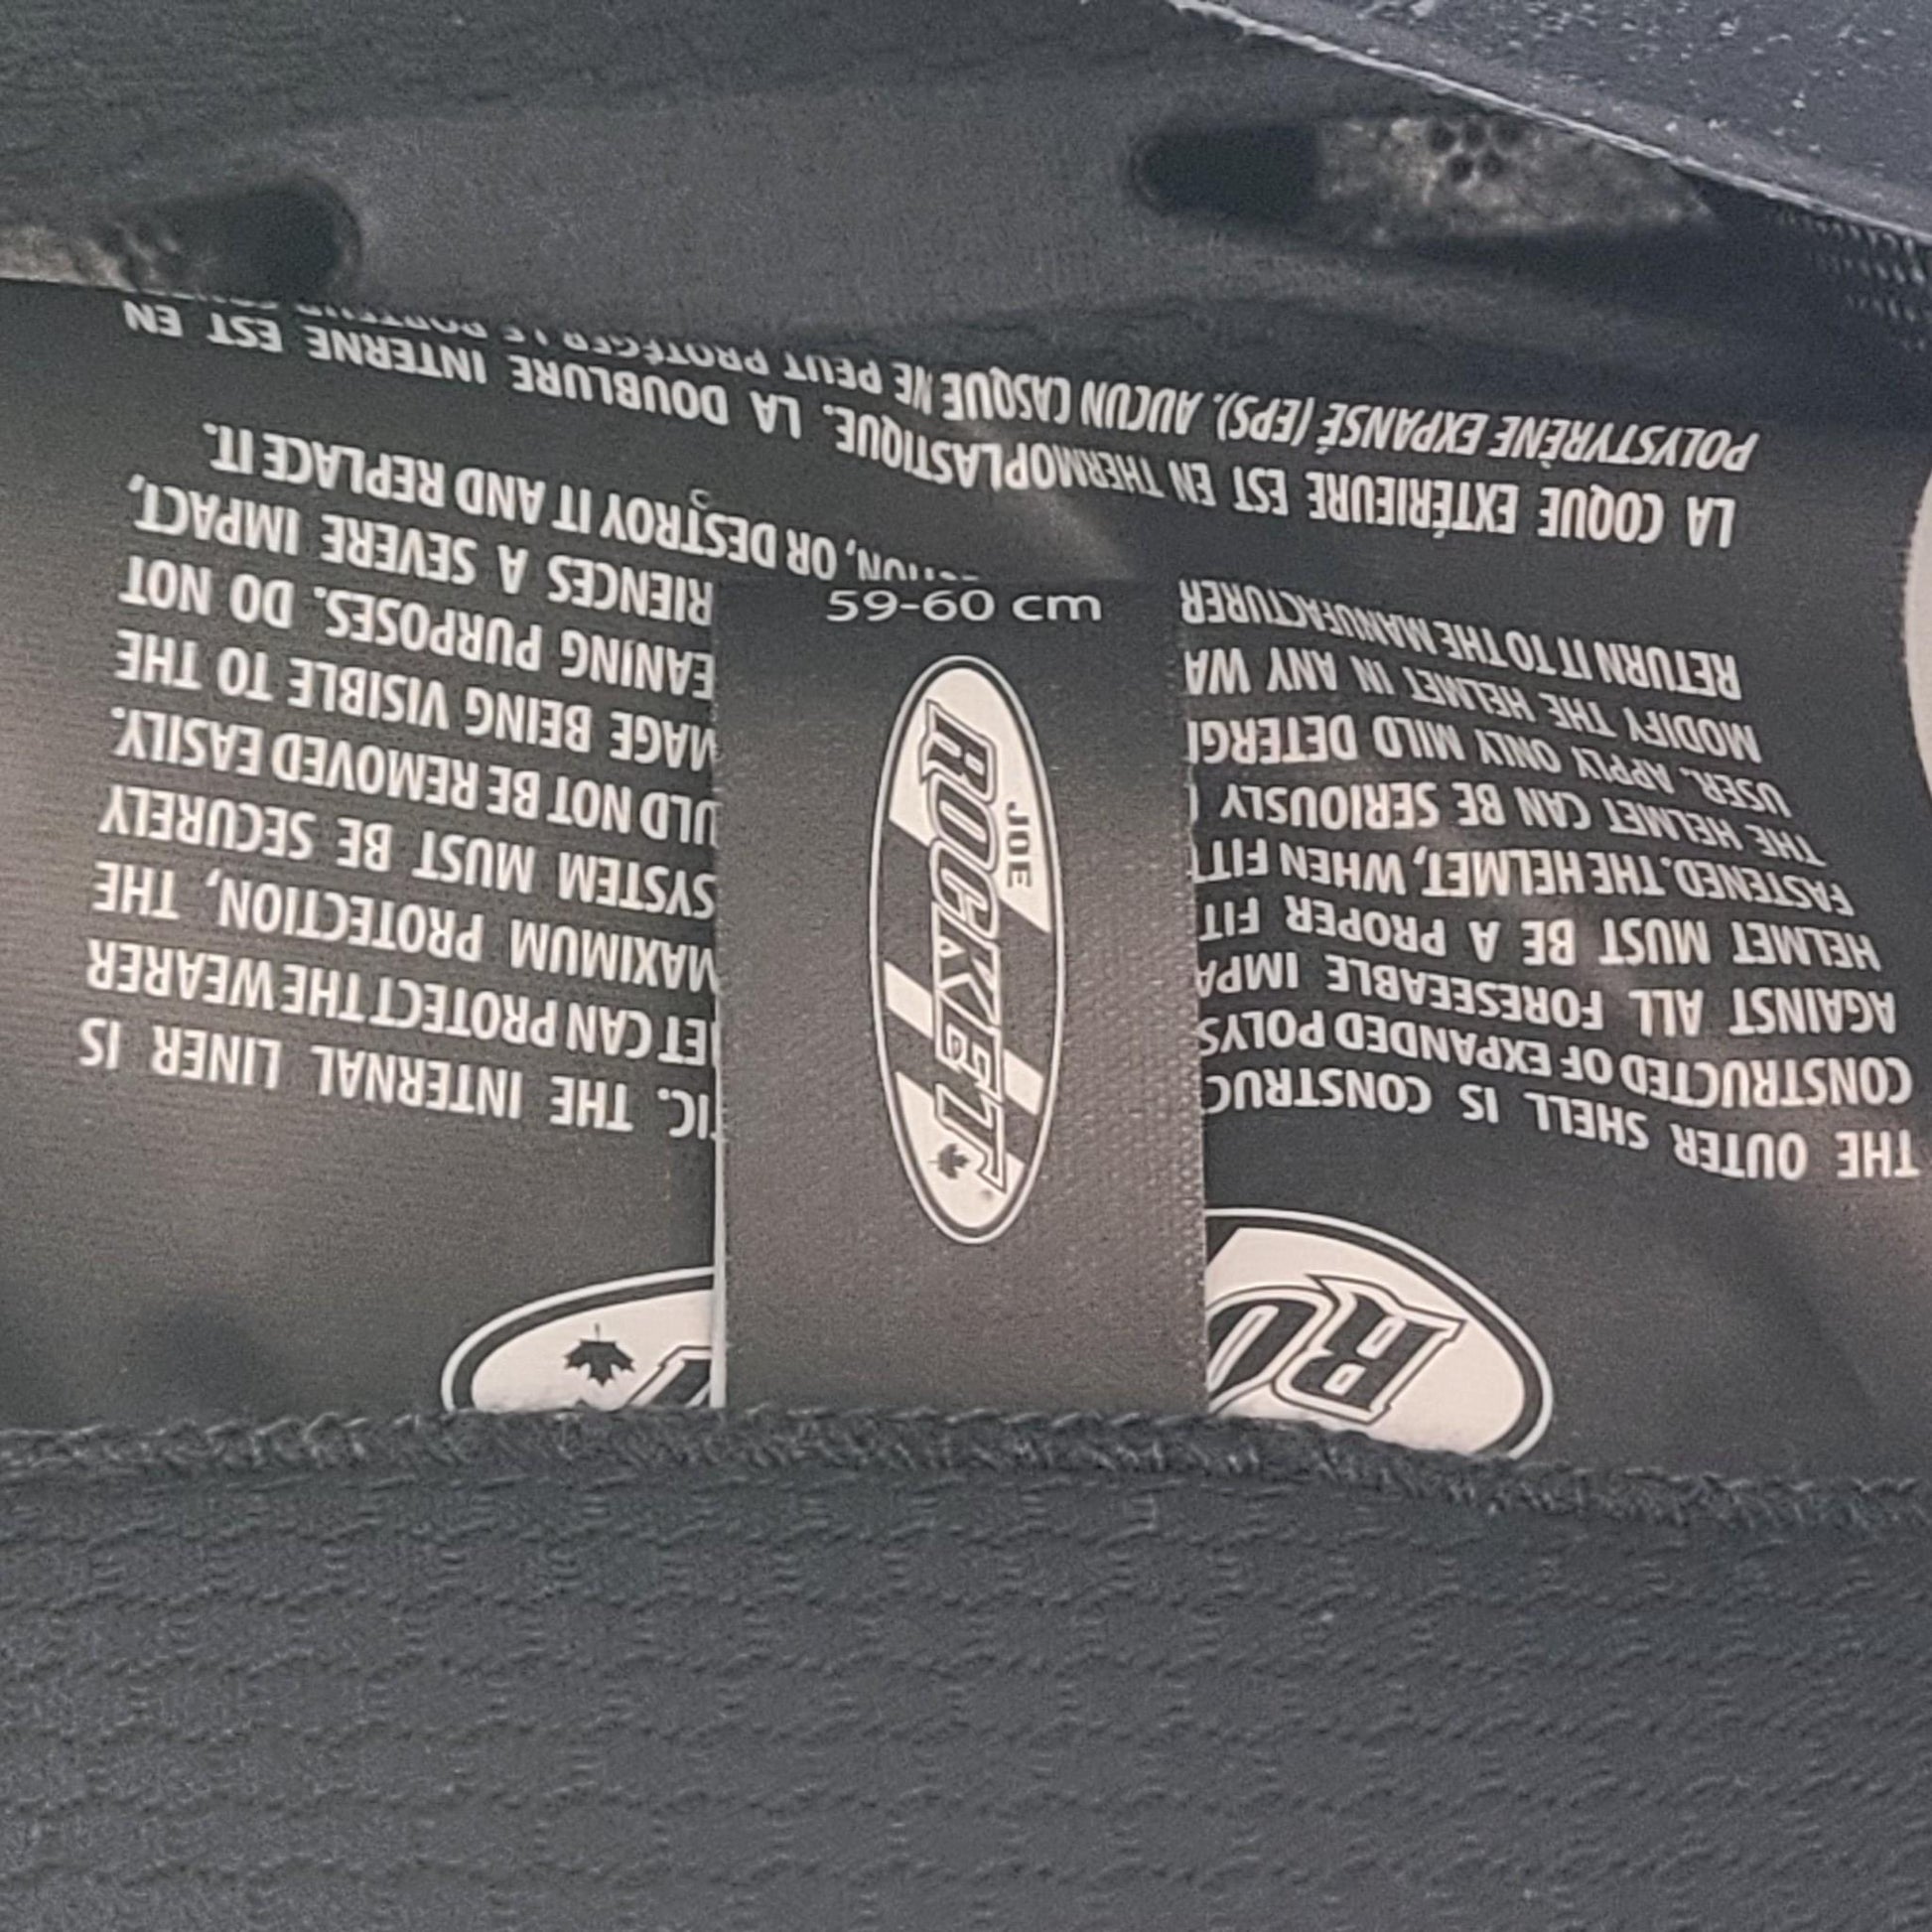 59-60 cm
JOE
ROCKET
RO
THE OUTER SHELL IS CONSTRUC IC. THE INTERNAL LINER IS
CONSTRUCTED OF EXPANDED POLYS ET CAN PROTECT THE WEARER
AGAINST ALL FORESEEABLE IMPA MAXIMUM PROTECTION, THE
HELMET MUST BE A PROPER FIT SYSTEM MUST BE SECURELY
FASTENED. THE HELMET, WHEN FIT ULD NOT BE REMOVED EASILY.
THE HELMET CAN BE SERIOUSLY MAGE BEING VISIBLE TO THE
USER. APPLY ONLY MILD DETERG EANING PURPOSES. DO NOT
MODIFY THE HELMET IN ANY WA RIENCES A SEVERE IMPACT,
RETURN IT TO THE MANUFACTURER OR DESTROY IT AND REPLACE IT.
LA COQUE EXTÉRIEURE EST EN THERMOPLASTIQUE. LA DOUBLURE INTERNE EST EN
POLYSTYRÈNE EXPANSÉ (EPS). AUCUN CASQUE NE PEUT PROTÉGER LE PORTEUR